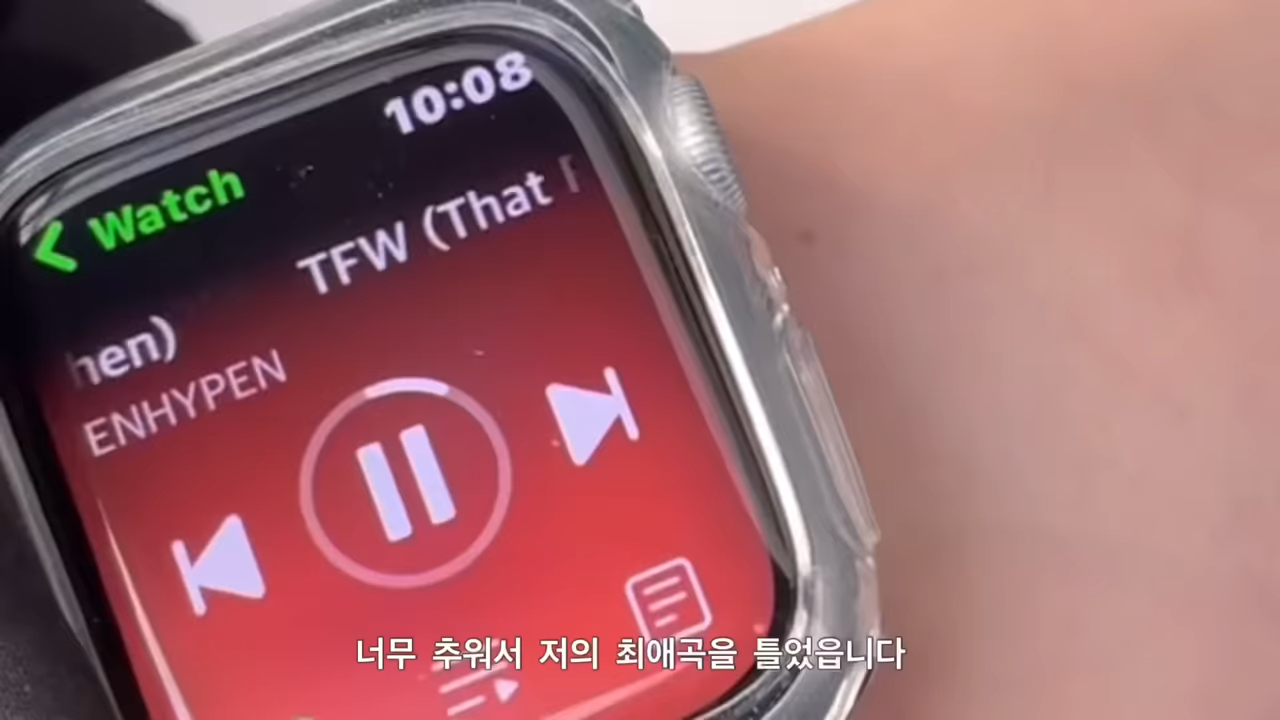 10:08
Watch
TFW (That
hen)
ENHYPEN
너무 추워서 저의 최애곡을 틀었읍니다